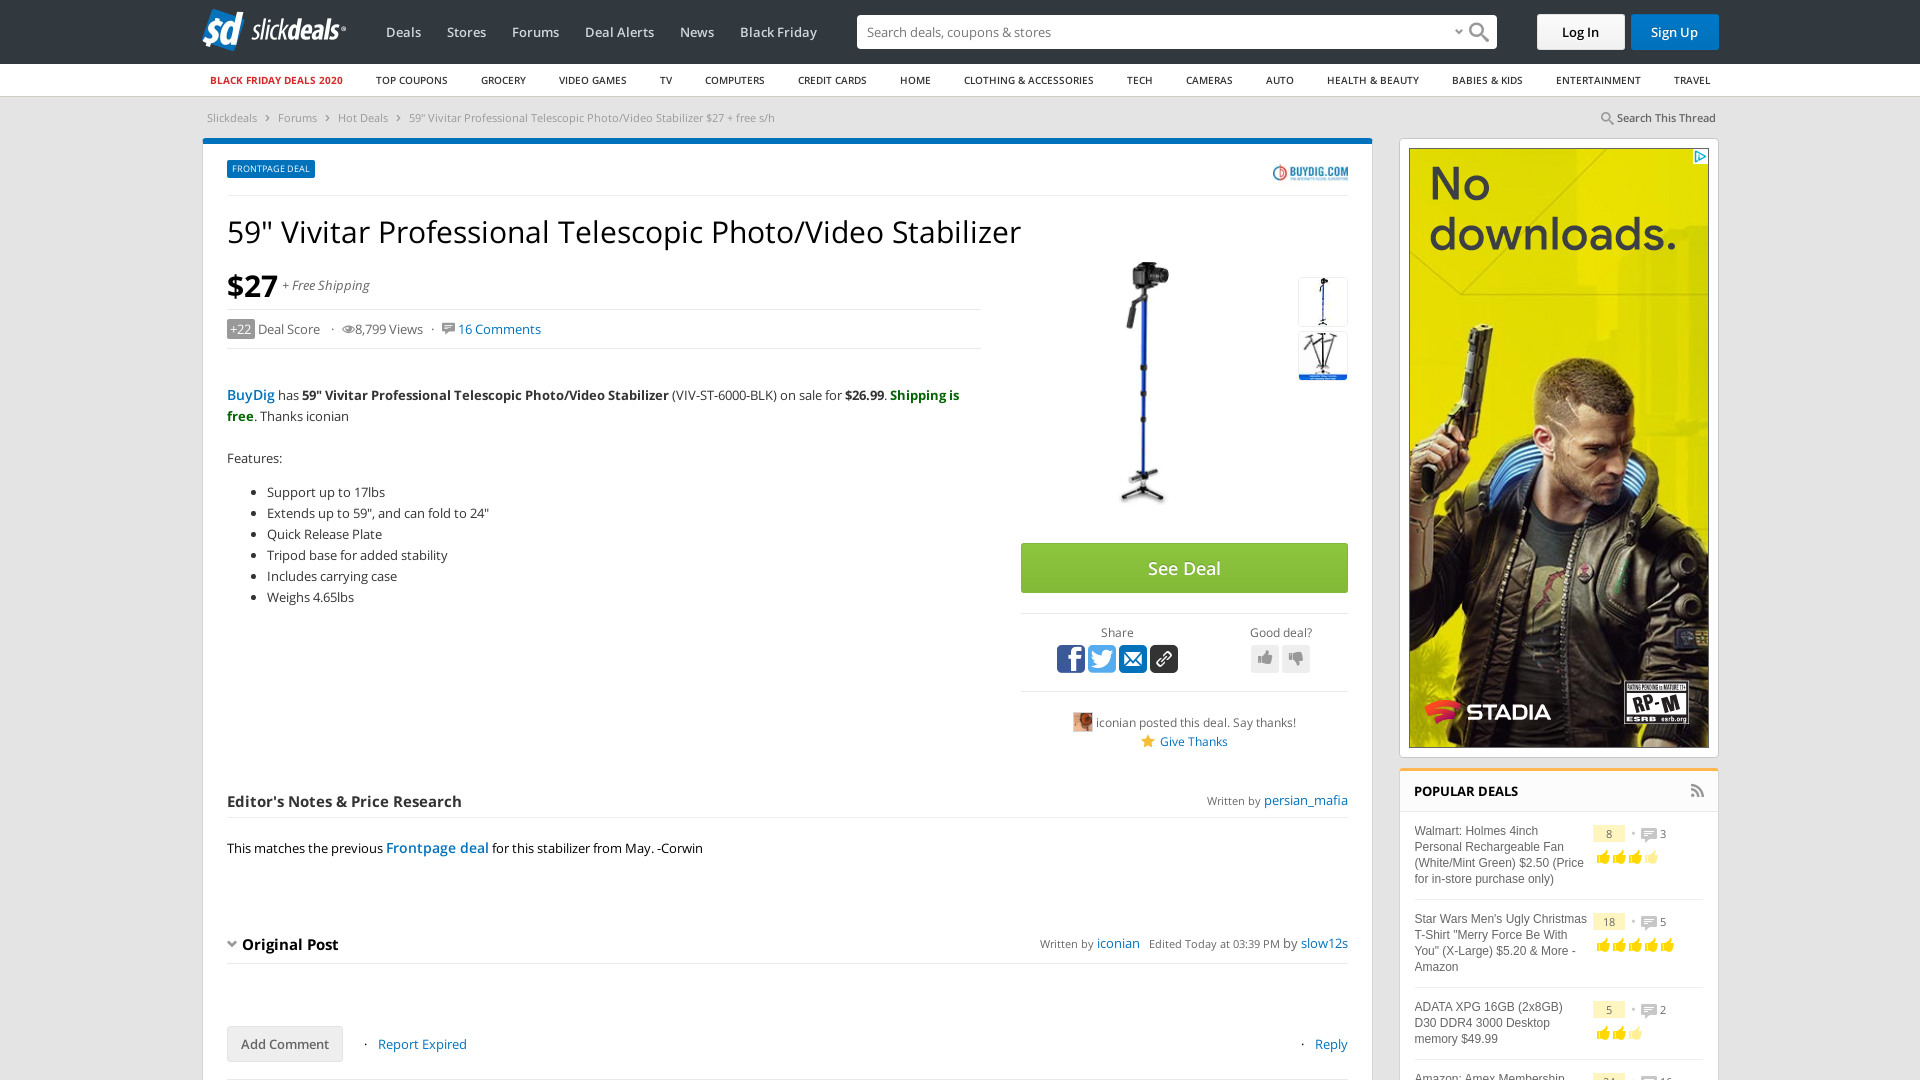 sd slickdeals
Deals
Stores
Forums
Deal Alerts
News
Black Friday
Search deals, coupons & stores
Log In
Sign Up
BLACK FRIDAY DEALS 2020
TOP COUPONS
GROCERY
VIDEO GAMES
TV
COMPUTERS
CREDIT CARDS
HOME
CLOTHING & ACCESSORIES
TECH
CAMERAS
AUTO
HEALTH & BEAUTY
BABIES & KIDS
ENTERTAINMENT
TRAVEL
Slickdeals › Forums › Hot Deals › 59" Vivitar Professional Telescopic Photo/Video Stabilizer $27 + free s/h
Search This Thread
FRONTPAGE DEAL
BUYDIG.COM
59" Vivitar Professional Telescopic Photo/Video Stabilizer
$27 + Free Shipping
+22 Deal Score · 8,799 Views · 16 Comments
BuyDig has 59" Vivitar Professional Telescopic Photo/Video Stabilizer (VIV-ST-6000-BLK) on sale for $26.99. Shipping is
free. Thanks iconian
Features:
• Support up to 17lbs
• Extends up to 59", and can fold to 24"
• Quick Release Plate
• Tripod base for added stability
• Includes carrying case
• Weighs 4.65lbs
See Deal
Share
Good deal?
iconian posted this deal. Say thanks!
Give Thanks
Editor's Notes & Price Research
Written by persian_mafia
This matches the previous Frontpage deal for this stabilizer from May. -Corwin
Original Post
Written by iconian Edited Today at 03:39 PM by slow12s
Add Comment
· Report Expired
· Reply
No
downloads.
STADIA
RATING PENDING to MATURE 17+
RP-M
ESRB esrb.org
POPULAR DEALS
Walmart: Holmes 4inch
Personal Rechargeable Fan
(White/Mint Green) $2.50 (Price
for in-store purchase only)
8 • 3
Star Wars Men's Ugly Christmas
T-Shirt "Merry Force Be With
You" (X-Large) $5.20 & More -
Amazon
18 • 5
ADATA XPG 16GB (2x8GB)
D30 DDR4 3000 Desktop
memory $49.99
5 • 2
Amazon: Amex Membership